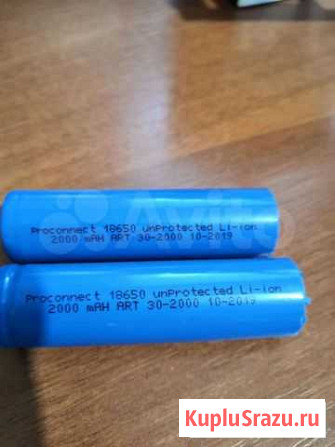 Proconnect 18650 unProtected Li-ion
2000 mAH ART 30-2000 10-2019
Avito
Proconnect 18650 unProtected Li-ion
2000 mAH ART 30-2000 10-2019
KupluSrazu.ru